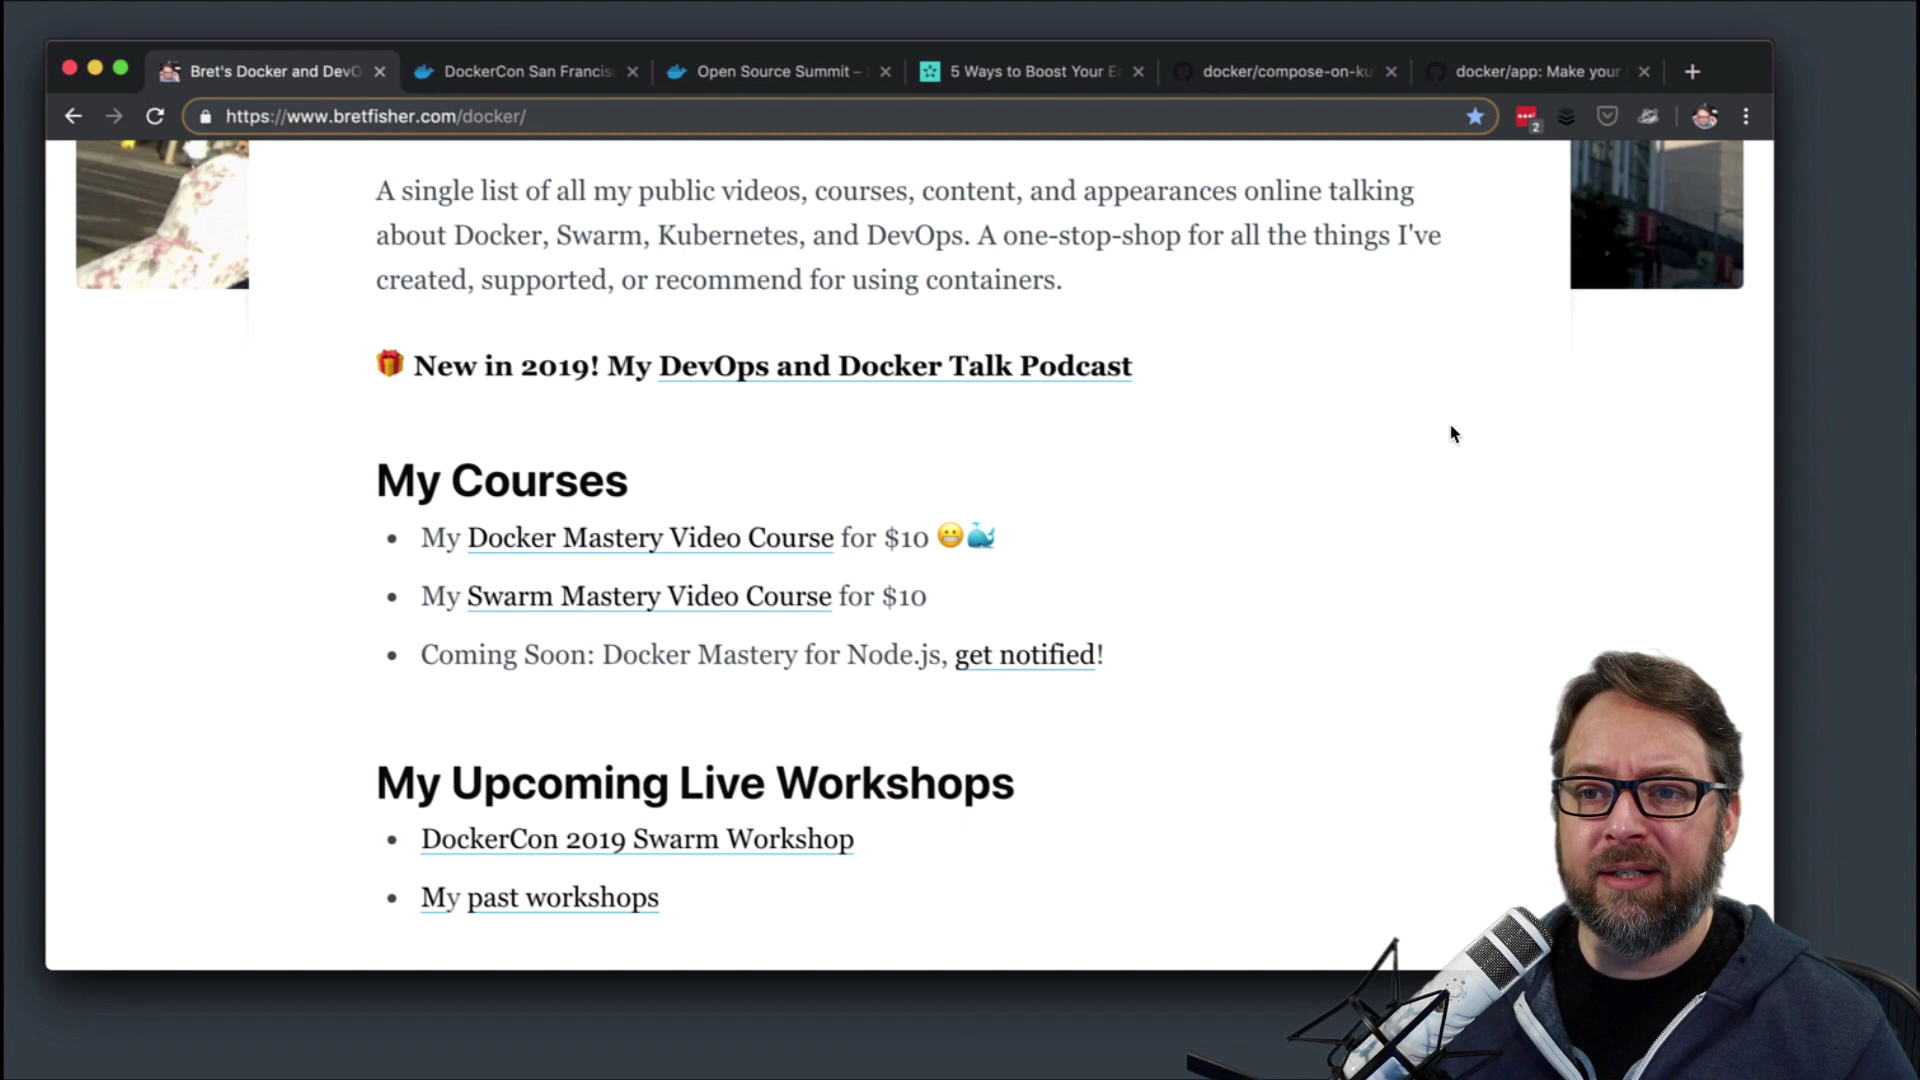 Bret's Docker and DevO
DockerCon San Francis
Open Source Summit –
5 Ways to Boost Your E
docker/compose-on-ku
docker/app: Make your
https://www.bretfisher.com/docker/
2
A single list of all my public videos, courses, content, and appearances online talking
about Docker, Swarm, Kubernetes, and DevOps. A one-stop-shop for all the things I've
created, supported, or recommend for using containers.
🎁 New in 2019! My DevOps and Docker Talk Podcast
My Courses
• My Docker Mastery Video Course for $10 😬🐳
• My Swarm Mastery Video Course for $10
• Coming Soon: Docker Mastery for Node.js, get notified!
My Upcoming Live Workshops
• DockerCon 2019 Swarm Workshop
• My past workshops